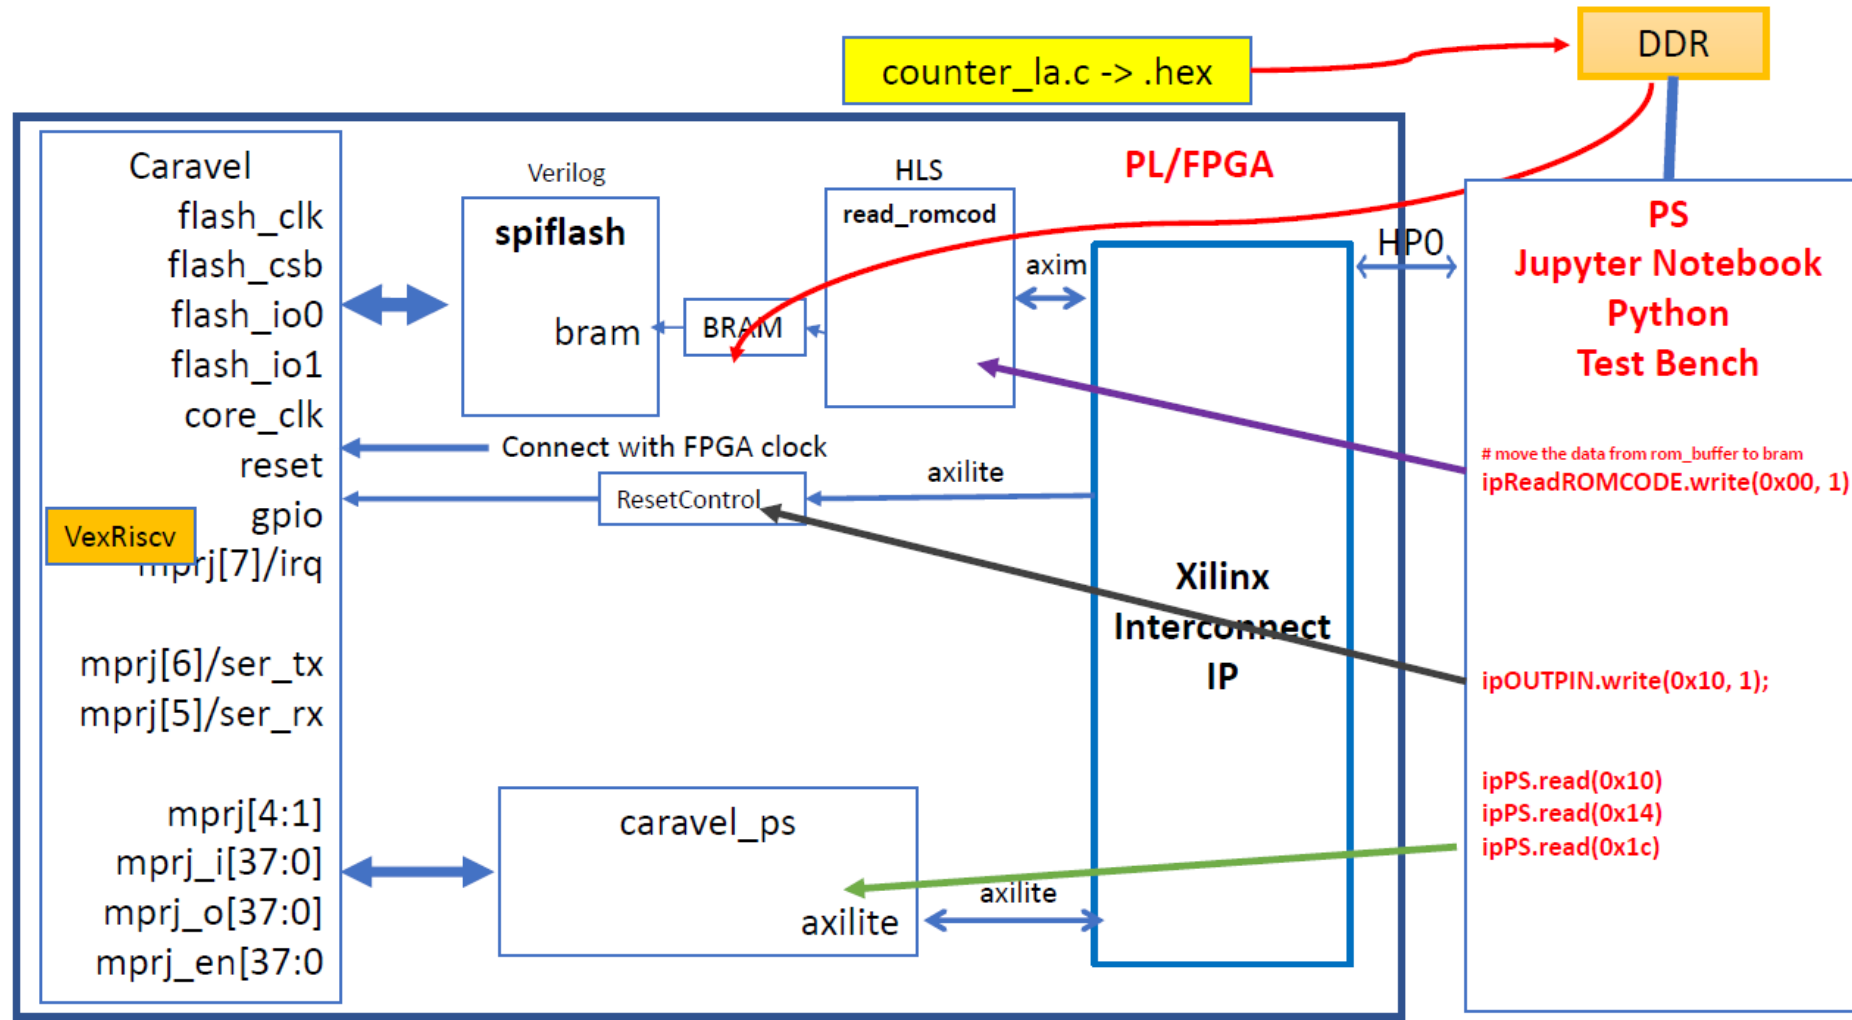 counter_la.c -> .hex
DDR
Caravel
flash_clk
flash_csb
flash_io0
flash_io1
core_clk
reset
gpio
VexRiscv
mprj[7]/irq
mprj[6]/ser_tx
mprj[5]/ser_rx
mprj[4:1]
mprj_i[37:0]
mprj_o[37:0]
mprj_en[37:0
Verilog
spiflash
bram
BRAM
HLS
read_romcod
axim
PL/FPGA
Connect with FPGA clock
ResetControl
axilite
Xilinx
Interconnect
IP
caravel_ps
axilite
axilite
HP0
PS
Jupyter Notebook
Python
Test Bench
# move the data from rom_buffer to bram
ipReadROMCODE.write(0x00, 1)
ipOUTPIN.write(0x10, 1);
ipPS.read(0x10)
ipPS.read(0x14)
ipPS.read(0x1c)